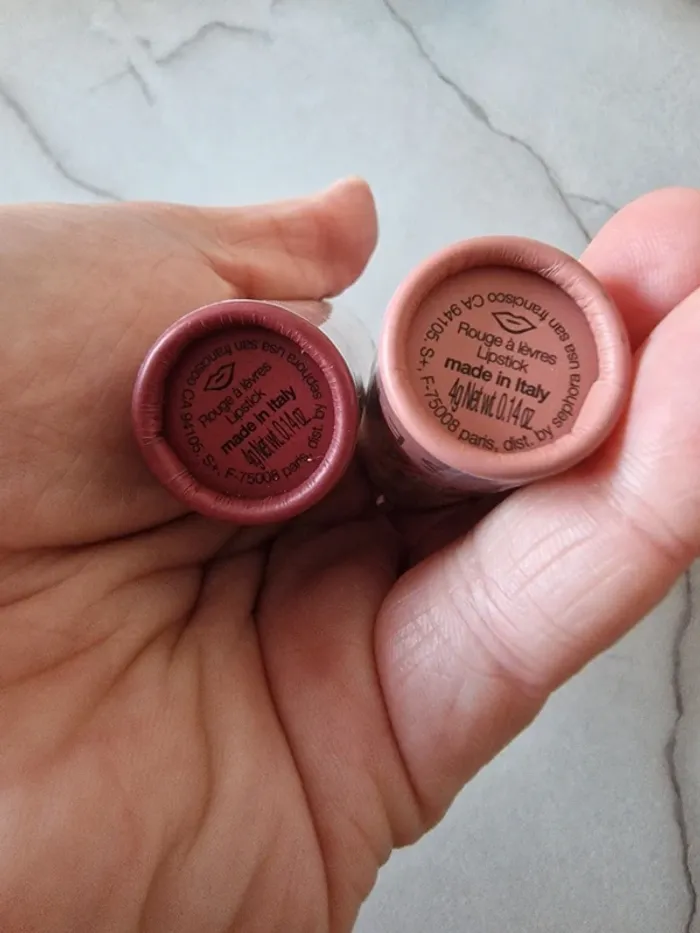 Rouge à lèvres
Lipstick
made in Italy
4g Net wt. 0.14 oz.
S+, F-75008 paris, dist. by sephora usa san francisco CA 94105.
Rouge à lèvres
Lipstick
made in Italy
4g Net wt. 0.14 oz.
S+, F-75008 paris, dist. by sephora usa san francisco CA 94105.